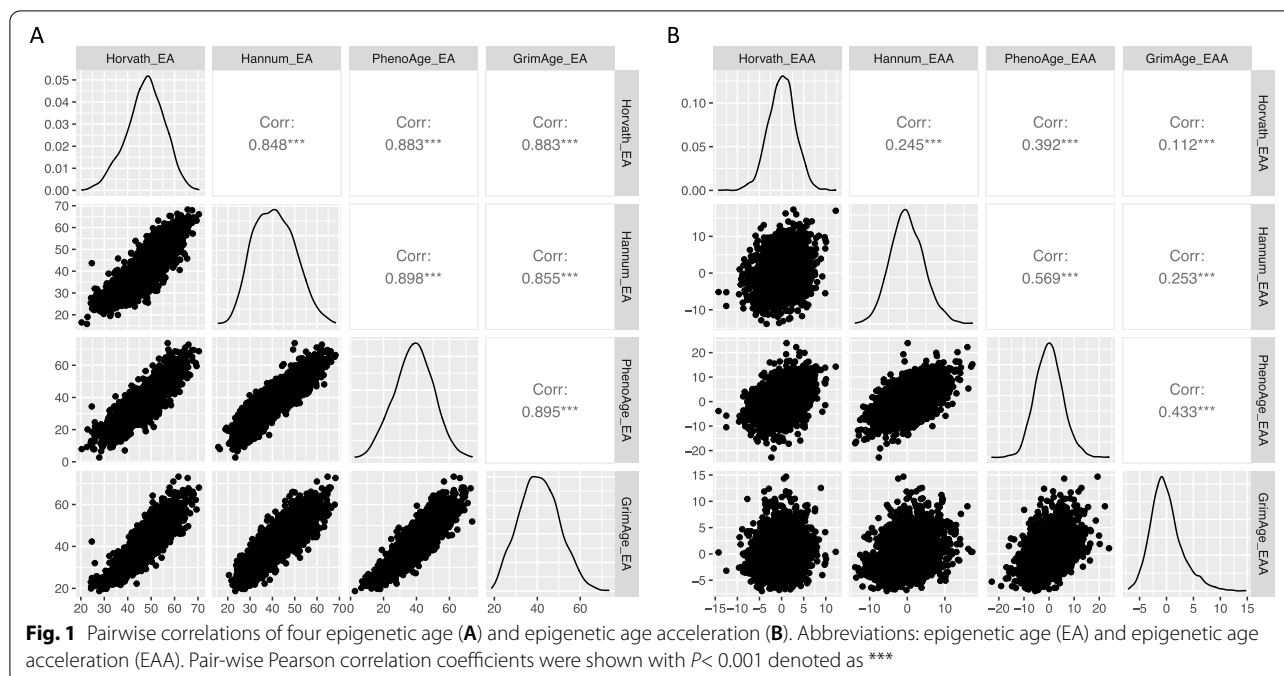 A
Horvath_EA Hannum_EA PhenoAge_EA GrimAge_EA
0.05
0.04
0.03
0.02
0.01
0.00
Corr:
0.848***
Corr:
0.883***
Corr:
0.883***
Horvath_EA
70
60
50
40
30
20
Corr:
0.898***
Corr:
0.855***
Hannum_EA
60
40
20
0
Corr:
0.895***
PhenoAge_EA
60
40
20
GrimAge_EA
20 30 40 50 60 70
20 30 40 50 60 70
0 20 40 60
20 40 60
B
Horvath_EAA Hannum_EAA PhenoAge_EAA GrimAge_EAA
0.10
0.05
0.00
Corr:
0.245***
Corr:
0.392***
Corr:
0.112***
Horvath_EAA
10
0
−10
Corr:
0.569***
Corr:
0.253***
Hannum_EAA
20
10
0
−10
−20
Corr:
0.433***
PhenoAge_EAA
15
10
5
0
−5
GrimAge_EAA
−15 −10 −5 0 5 10
−10 0 10
−20 0 20
−5 0 5 10 15
Fig. 1 Pairwise correlations of four epigenetic age (A) and epigenetic age acceleration (B). Abbreviations: epigenetic age (EA) and epigenetic age
acceleration (EAA). Pair-wise Pearson correlation coefficients were shown with P< 0.001 denoted as ***